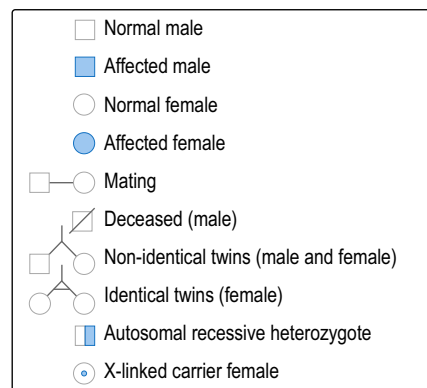 Normal male
Affected male
Normal female
Affected female
Mating
Deceased (male)
Non-identical twins (male and female)
Identical twins (female)
Autosomal recessive heterozygote
X-linked carrier female